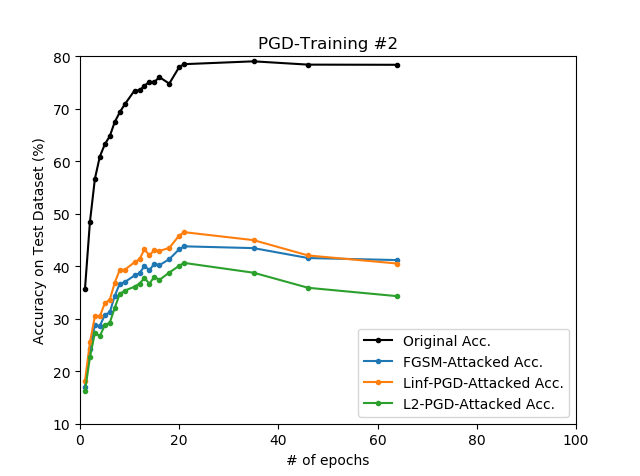 PGD-Training #2
Accuracy on Test Dataset (%)
80
70
60
50
40
30
20
10
0
20
40
60
80
100
# of epochs
Original Acc.
FGSM-Attacked Acc.
Linf-PGD-Attacked Acc.
L2-PGD-Attacked Acc.